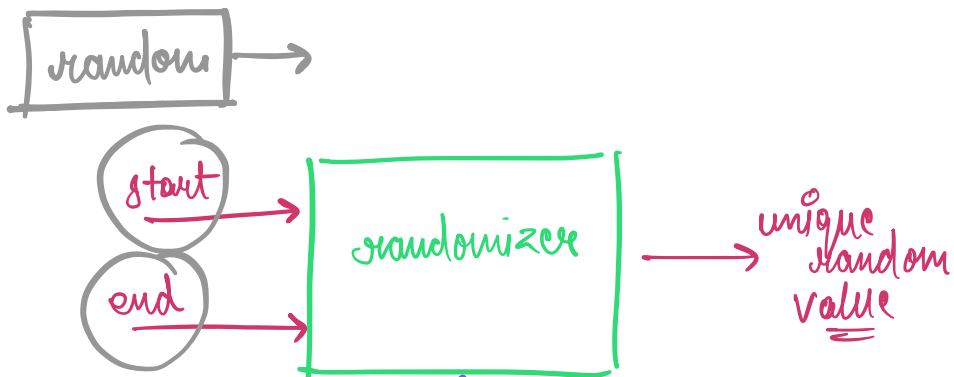 random
start
end
randomizer
unique
random
value